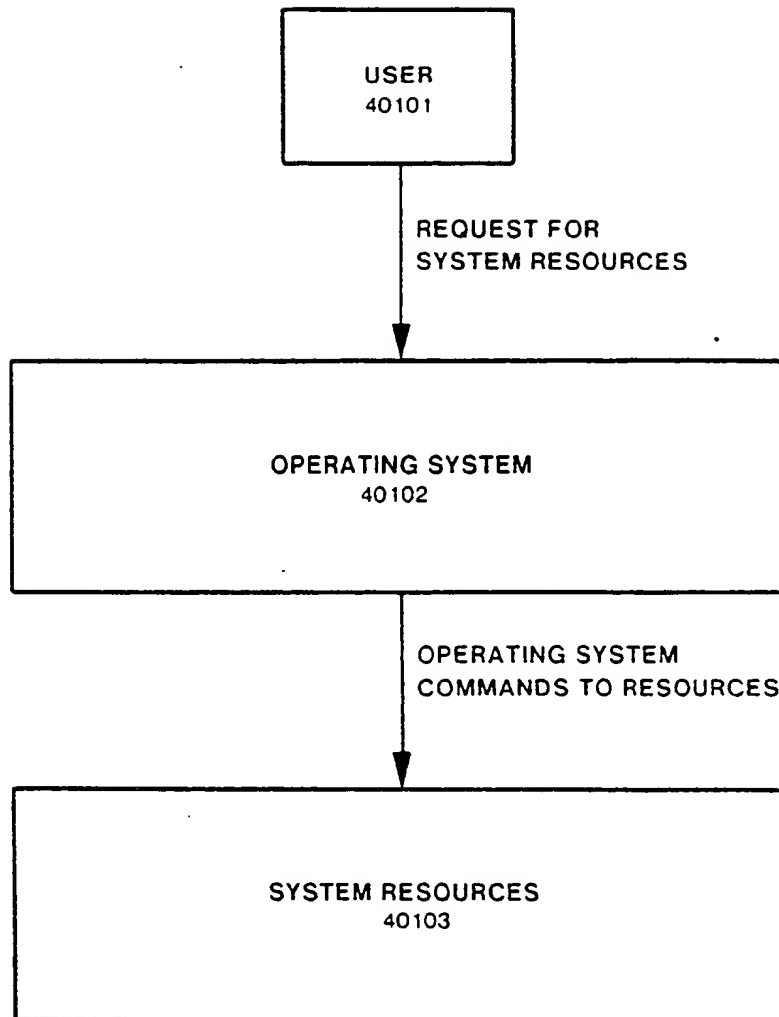 USER
40101
REQUEST FOR
SYSTEM RESOURCES
OPERATING SYSTEM
40102
OPERATING SYSTEM
COMMANDS TO RESOURCES
SYSTEM RESOURCES
40103